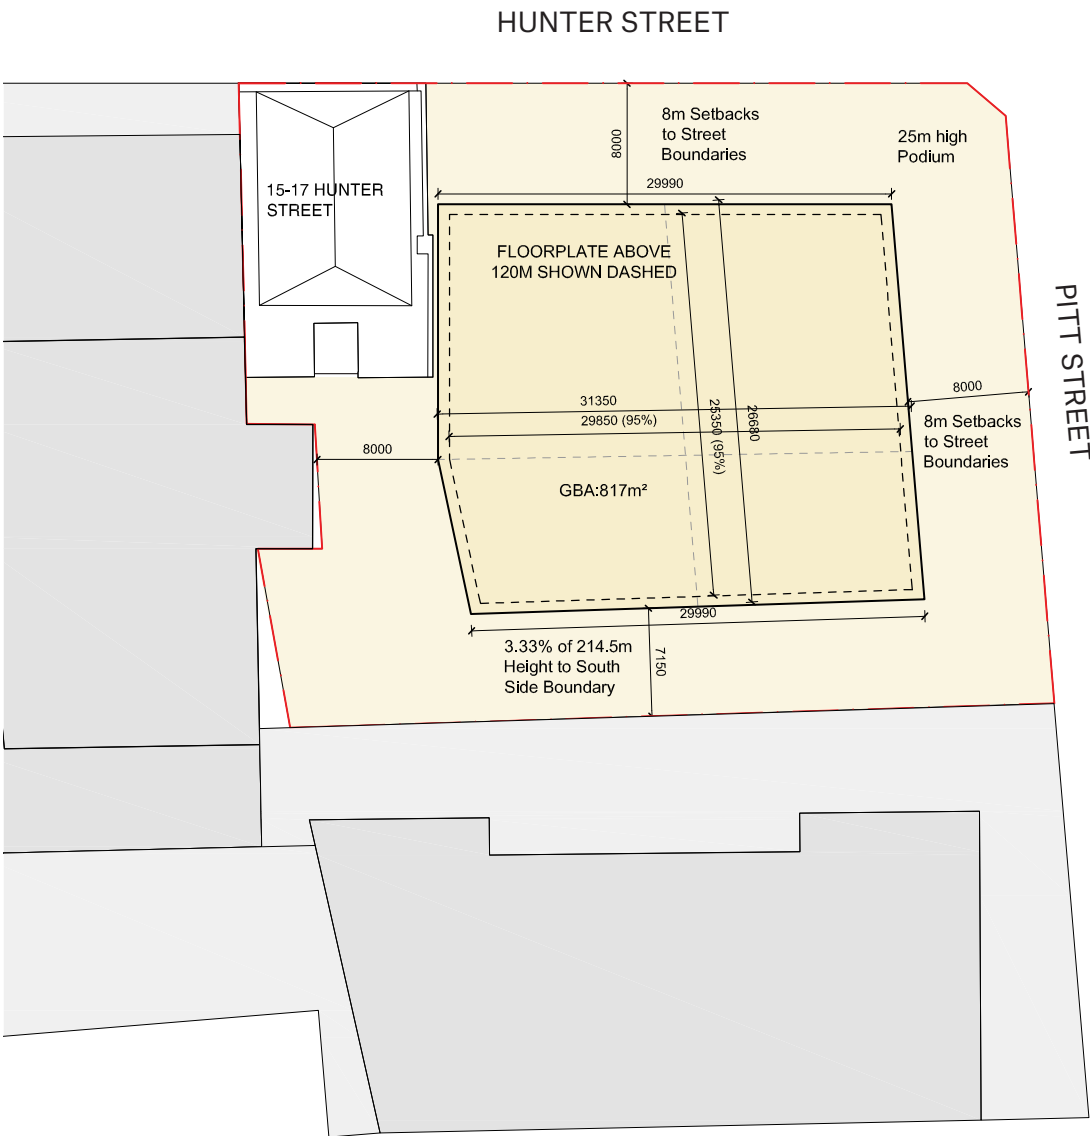 HUNTER STREET
8m Setbacks
to Street
Boundaries
25m high
Podium
8000
15-17 HUNTER
STREET
29990
FLOORPLATE ABOVE
120M SHOWN DASHED
PITT STREET
31350
29850 (95%)
25350 (95%)
26680
8000
8m Setbacks
to Street
Boundaries
8000
GBA:817m²
29990
3.33% of 214.5m
Height to South
Side Boundary
7150